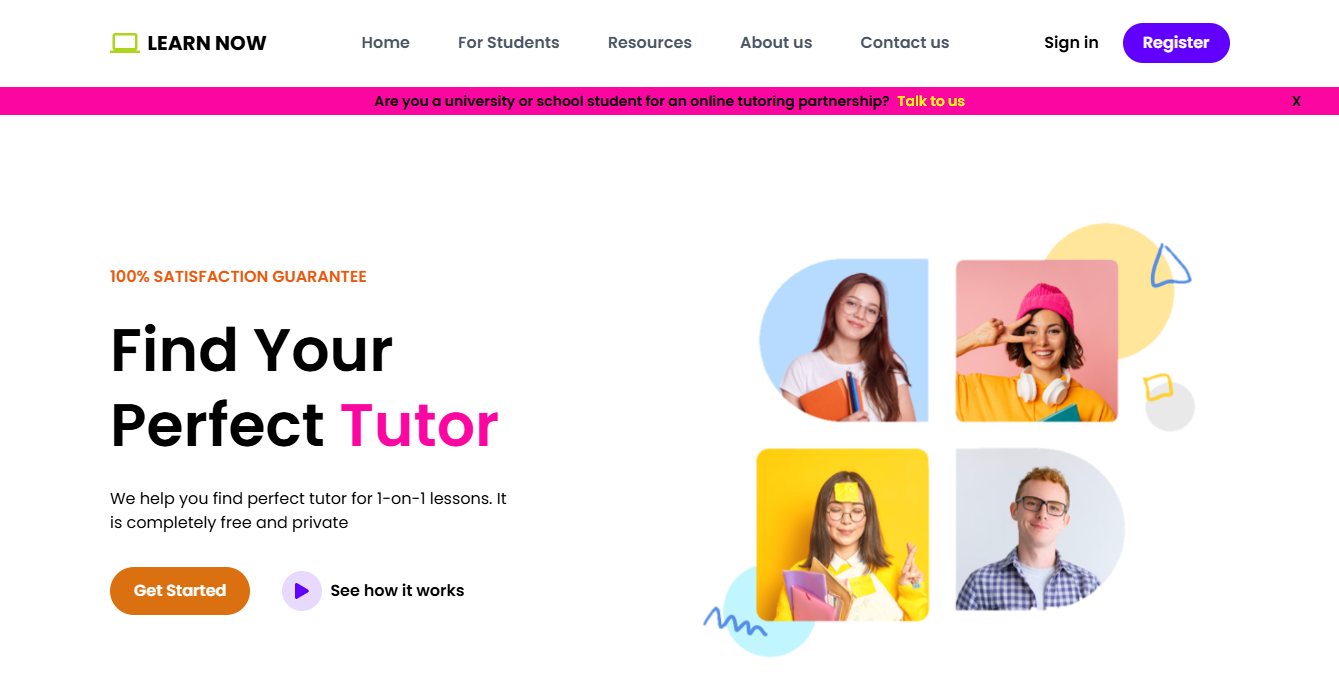 LEARN NOW
Home For Students Resources About us Contact us Sign in Register
Are you a university or school student for an online tutoring partnership? Talk to us X
100% SATISFACTION GUARANTEE
Find Your
Perfect Tutor
We help you find perfect tutor for 1-on-1 lessons. It
is completely free and private
Get Started See how it works